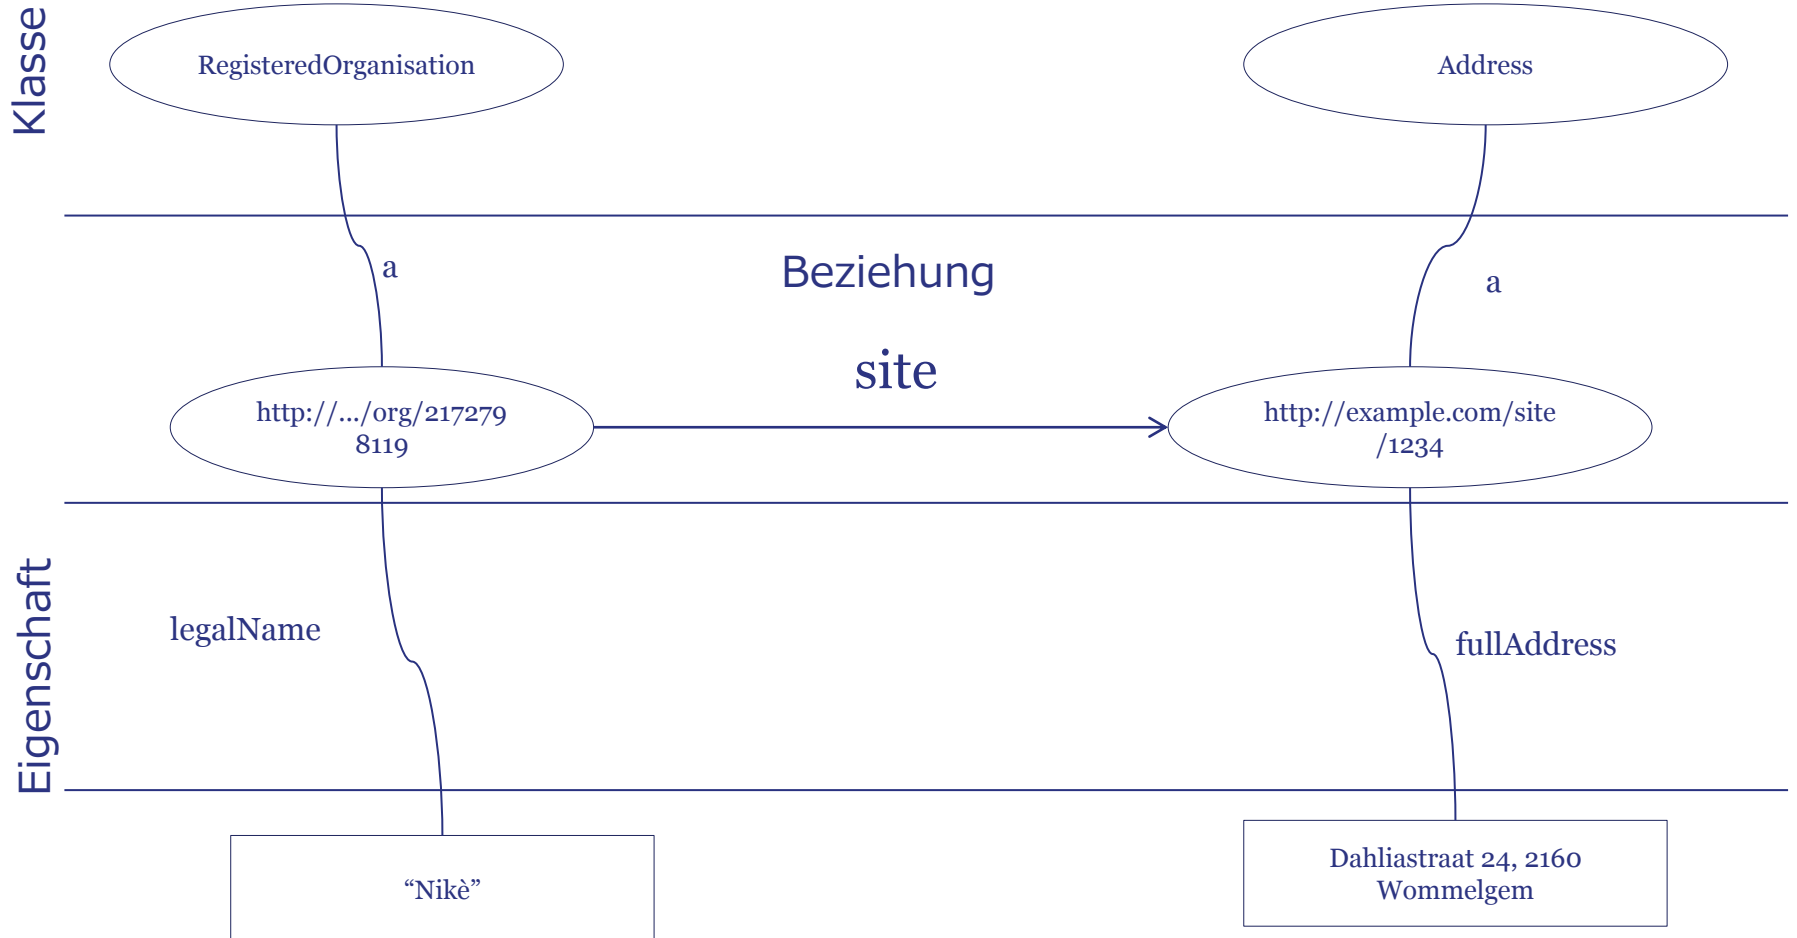 Klasse
RegisteredOrganisation
Address
a
Beziehung
a
site
http://.../org/217279
8119
http://example.com/site
/1234
Eigenschaft
legalName
fullAddress
“Nikè”
Dahliastraat 24, 2160
Wommelgem